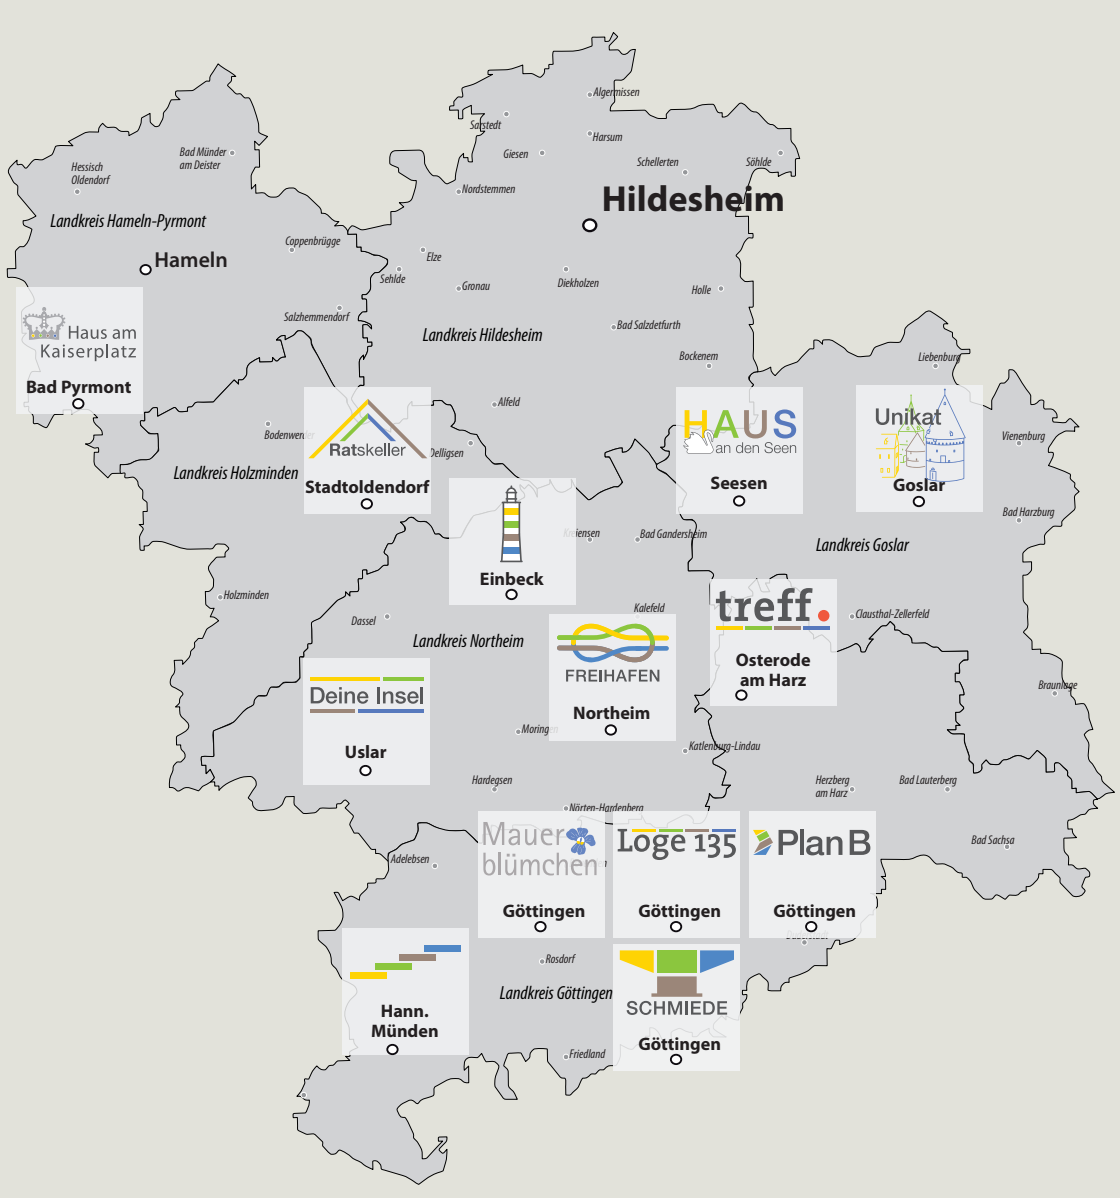 Algermissen
Sarstedt
Harsum
Giesen
Bad Münder
am Deister
Schellerten
Söhlde
Hessisch
Oldendorf
Nordstemmen
Hildesheim
Landkreis Hameln-Pyrmont
Coppenbrügge
Elze
Hameln
Sehlde
Gronau
Diekholzen
Holle
Salzhemmendorf
Bad Salzdetfurth
Haus am
Kaiserplatz
Bad Pyrmont
Landkreis Hildesheim
Bockenem
Liebenburg
Alfeld
Bodenwerder
Ratskeller
Stadtoldendorf
Delligsen
HAUS
an den Seen
Seesen
Unikat
Goslar
Vienenburg
Landkreis Holzminden
Bad Harzburg
Einbeck
Kreiensen
Bad Gandersheim
Landkreis Goslar
Holzminden
Dassel
Landkreis Northeim
Kalefeld
treff.
Osterode
am Harz
Clausthal-Zellerfeld
FREIHAFEN
Northeim
Deine Insel
Uslar
Braunlage
Moringen
Katlenburg-Lindau
Hardegsen
Herzberg
am Harz
Bad Lauterberg
Nörten-Hardenberg
Bad Sachsa
Adelebsen
Mauer
blümchen
Göttingen
Loge 135
Göttingen
Plan B
Göttingen
Rosdorf
Landkreis Göttingen
SCHMIEDE
Göttingen
Hann.
Münden
Friedland